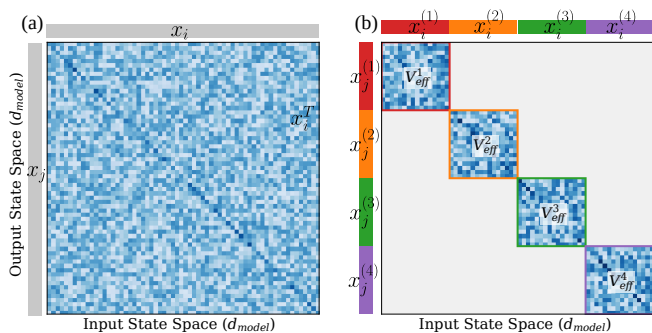 (a)
x_i
Output State Space (d_model)
x_j
x_i^T
Input State Space (d_model)
(b)
x_i^(1) x_i^(2) x_i^(3) x_i^(4)
x_j^(1)
x_j^(2)
x_j^(3)
x_j^(4)
V_eff^1
V_eff^2
V_eff^3
V_eff^4
Input State Space (d_model)